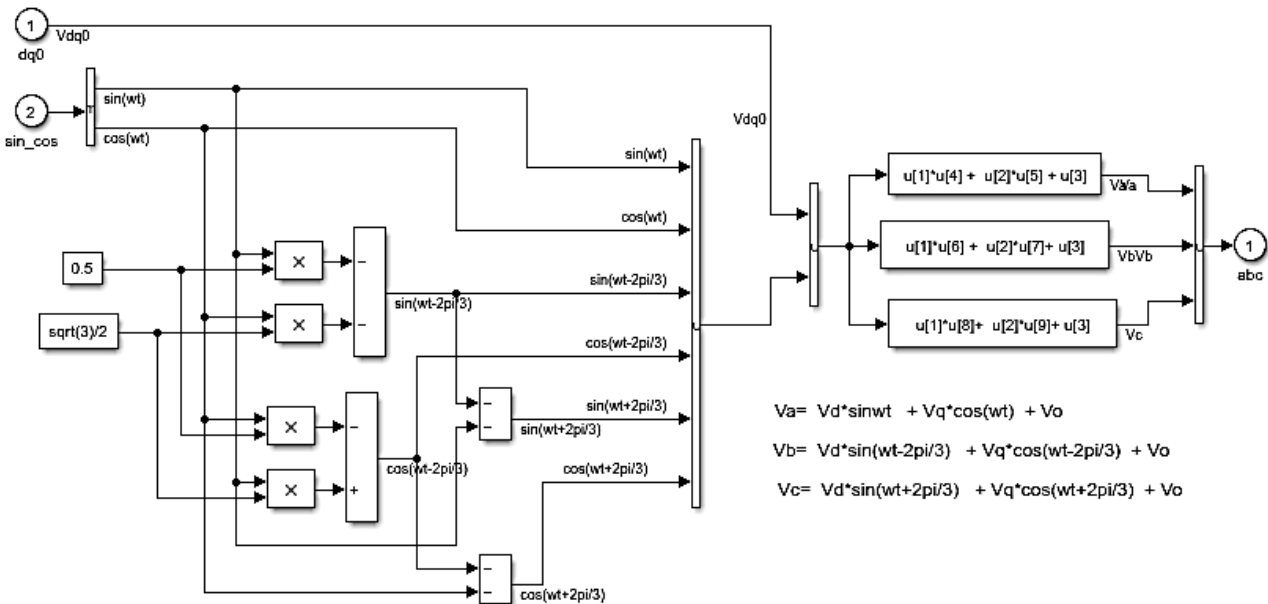 1
Vdq0
dq0
2
sin_cos
sin(wt)
cos(wt)
Vdq0
sin(wt)
cos(wt)
sin(wt-2pi/3)
cos(wt-2pi/3)
sin(wt+2pi/3)
cos(wt+2pi/3)
0.5
sqrt(3)/2
×
×
×
×
−
−
−
+
−
−
−
−
sin(wt-2pi/3)
cos(wt-2pi/3)
sin(wt+2pi/3)
cos(wt+2pi/3)
u[1]*u[4] + u[2]*u[5] + u[3]
u[1]*u[6] + u[2]*u[7]+ u[3]
u[1]*u[8]+ u[2]*u[9]+ u[3]
VbVb
Vc
1
abc
Va= Vd*sinwt + Vq*cos(wt) + Vo
Vb= Vd*sin(wt-2pi/3) + Vq*cos(wt-2pi/3) + Vo
Vc= Vd*sin(wt+2pi/3) + Vq*cos(wt+2pi/3) + Vo